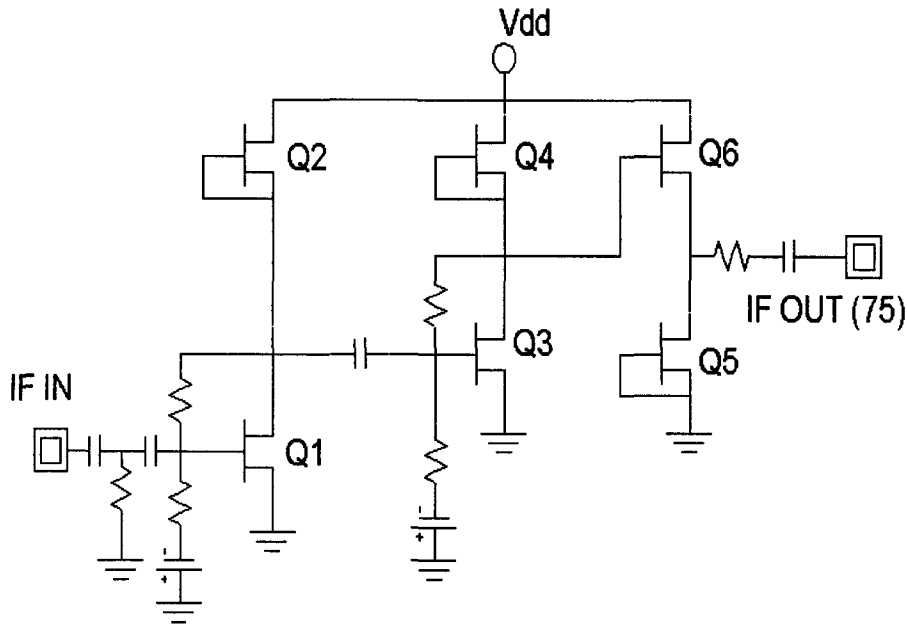 Vdd
Q2
Q4
Q6
IF OUT (75)
Q3
Q5
IF IN
Q1
-
+
-
+